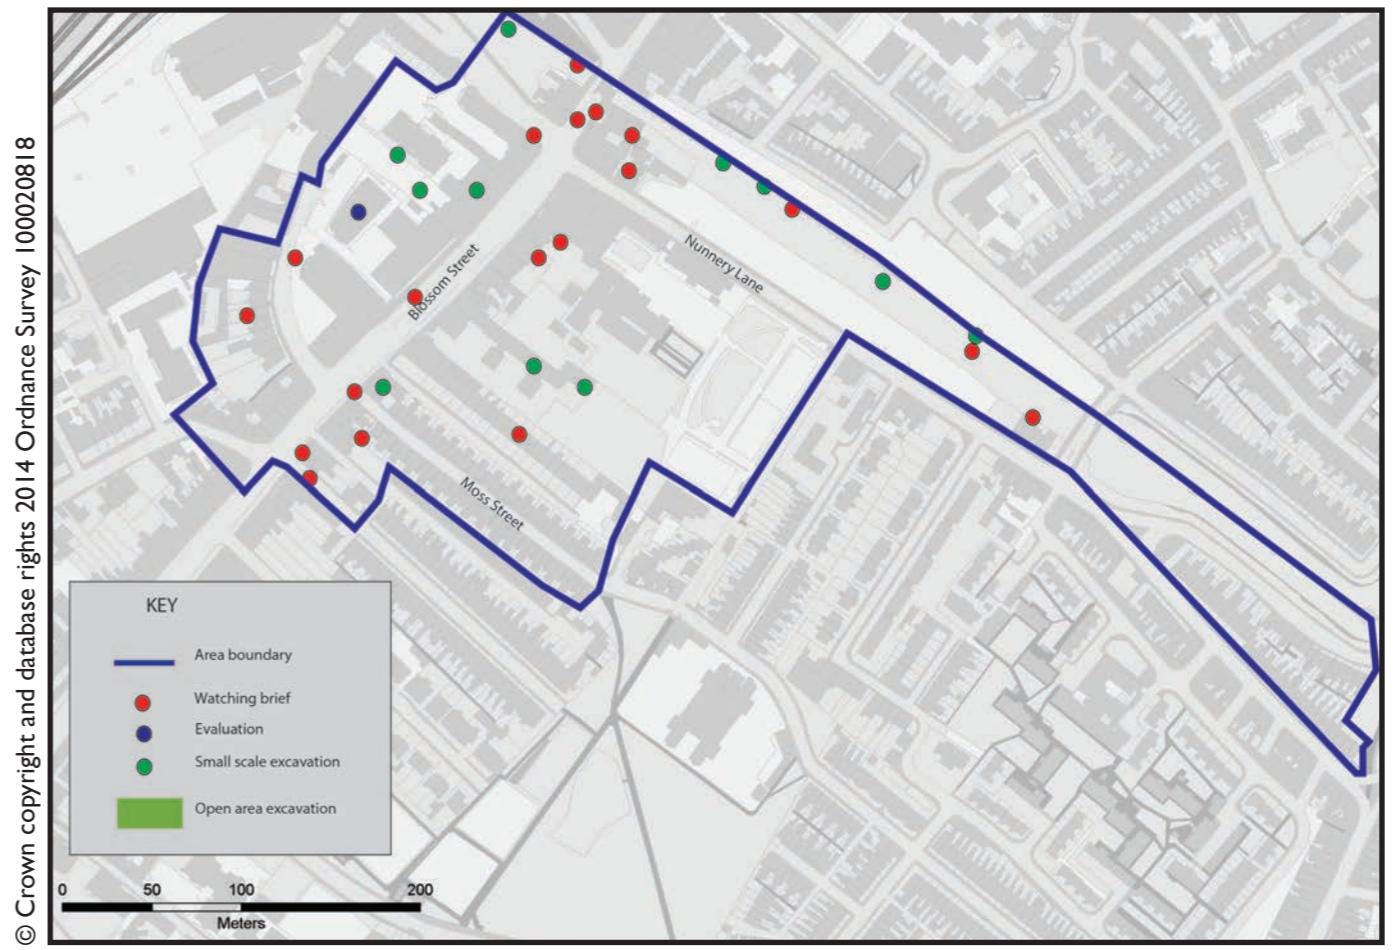 © Crown copyright and database rights 2014 Ordnance Survey 100020818
Blossom Street
Nunnery Lane
Moss Street
KEY
Area boundary
Watching brief
Evaluation
Small scale excavation
Open area excavation
0 50 100 200
Meters